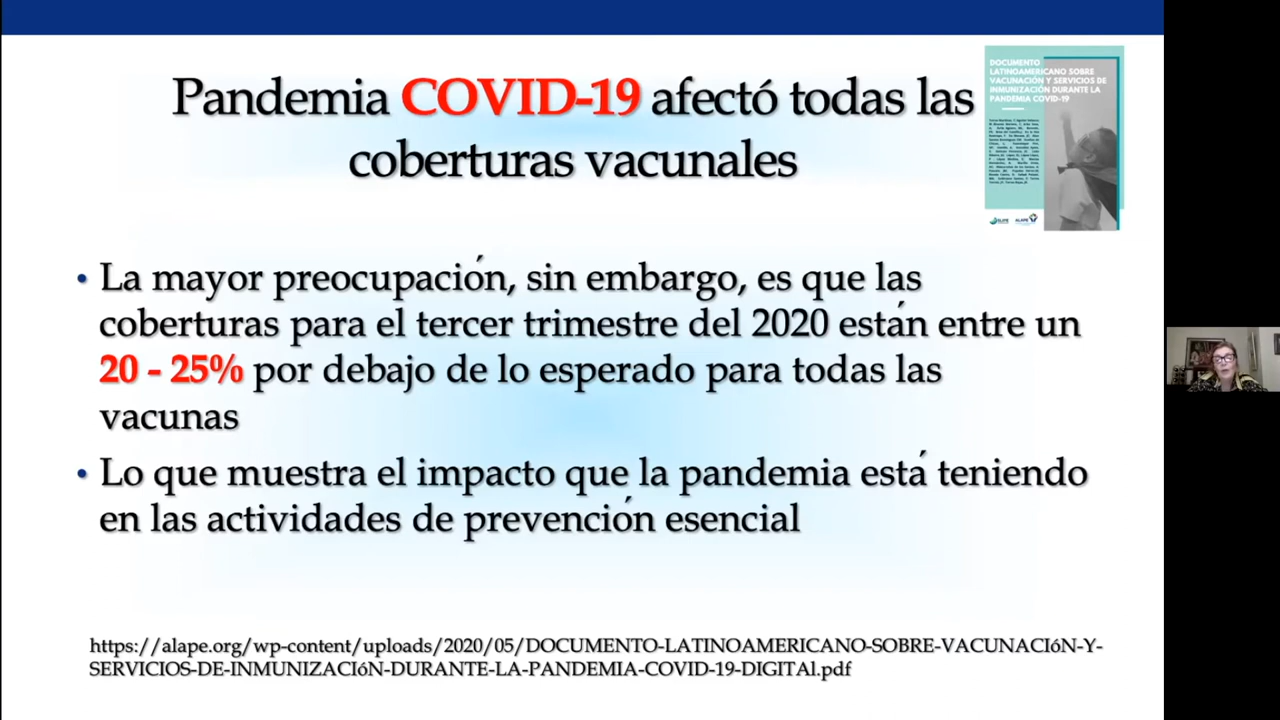 Pandemia COVID-19 afectó todas las
coberturas vacunales
DOCUMENTO
LATINOAMERICANO SOBRE
VACUNACIÓN Y SERVICIOS DE
INMUNIZACIÓN DURANTE LA
PANDEMIA COVID-19
ALAPE
• La mayor preocupación, sin embargo, es que las
coberturas para el tercer trimestre del 2020 están entre un
20 - 25% por debajo de lo esperado para todas las
vacunas
• Lo que muestra el impacto que la pandemia está teniendo
en las actividades de prevención esencial
https://alape.org/wp-content/uploads/2020/05/DOCUMENTO-LATINOAMERICANO-SOBRE-VACUNACIóN-Y-
SERVICIOS-DE-INMUNIZACIóN-DURANTE-LA-PANDEMIA-COVID-19-DIGITAl.pdf